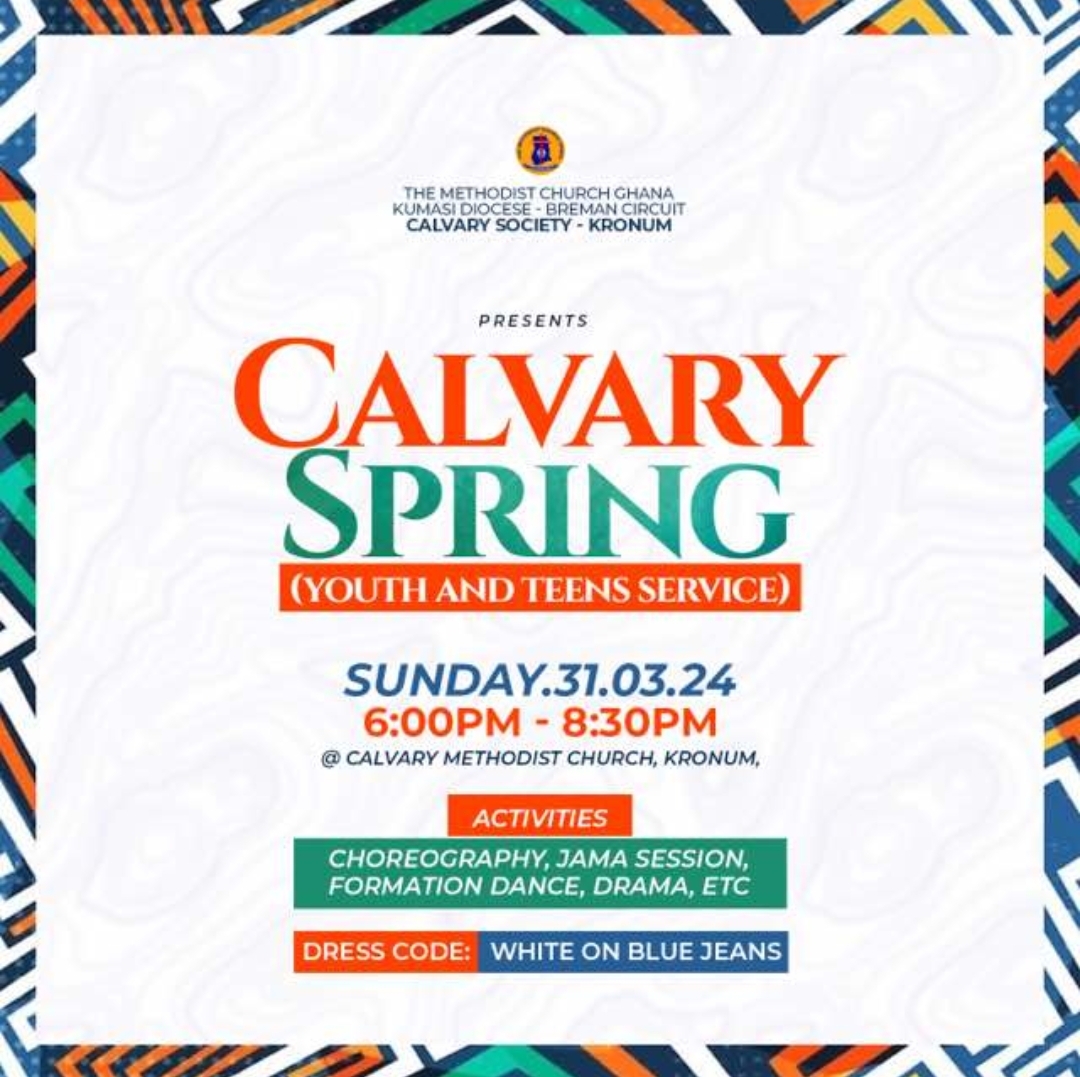 THE METHODIST CHURCH GHANA
KUMASI DIOCESE - BREMAN CIRCUIT
CALVARY SOCIETY - KRONUM
PRESENTS
CALVARY
SPRING
(YOUTH AND TEENS SERVICE)
SUNDAY.31.03.24
6:00PM - 8:30PM
@ CALVARY METHODIST CHURCH, KRONUM,
ACTIVITIES
CHOREOGRAPHY, JAMA SESSION,
FORMATION DANCE, DRAMA, ETC
DRESS CODE: WHITE ON BLUE JEANS